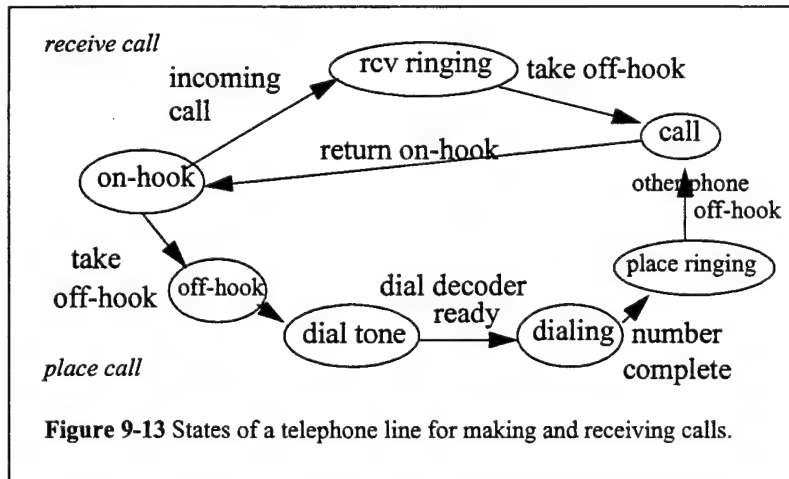 receive call
rcv ringing
take off-hook
incoming
call
call
return on-hook
on-hook
other phone
off-hook
take
off-hook
off-hook
place ringing
dial decoder
ready
dial tone
dialing
number
complete
place call
Figure 9-13 States of a telephone line for making and receiving calls.